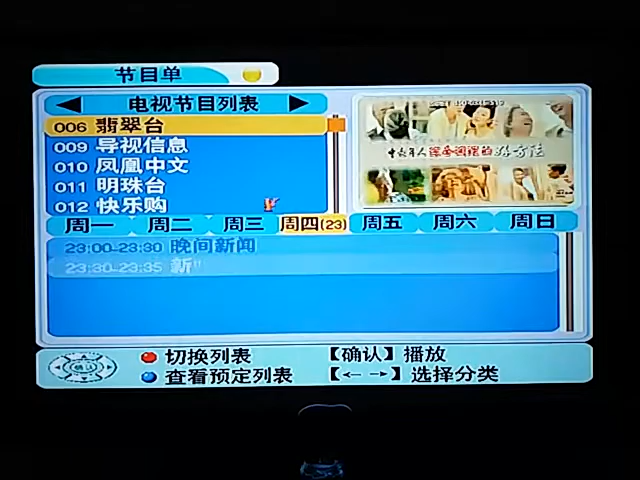 节目单
电视节目列表
006 翡翠台
009 导视信息
010 凤凰中文
011 明珠台
012 快乐购
周一 周二 周三 周四(23) 周五 周六 周日
23:00-23:30 晚间新闻
23:30-23:35 新
切换列表 【确认】播放
查看预定列表 【←→】选择分类